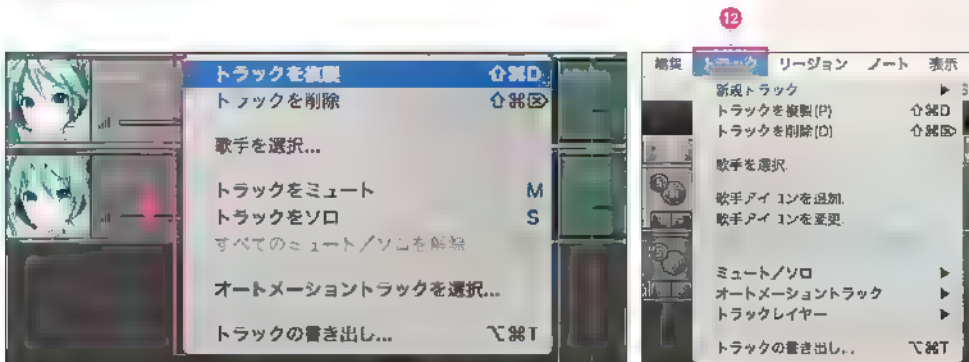 12
トラックを複製 ⇧⌘D
トラックを削除 ⇧⌘⌦
歌手を選択...
トラックをミュート M
トラックをソロ S
すべてのミュート／ソロを解除
オートメーショントラックを選択...
トラックの書き出し... ⌥⌘T
編集 トラック リージョン ノート 表示
新規トラック ▶
トラックを複製(P) ⇧⌘D
トラックを削除(D) ⇧⌘⌦
歌手を選択.
歌手アイコンを追加.
歌手アイコンを変更.
ミュート／ソロ ▶
オートメーショントラック ▶
トラックレイヤー ▶
トラックの書き出し... ⌥⌘T